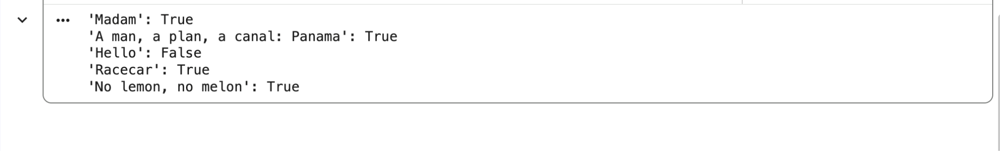 'Madam': True
'A man, a plan, a canal: Panama': True
'Hello': False
'Racecar': True
'No lemon, no melon': True